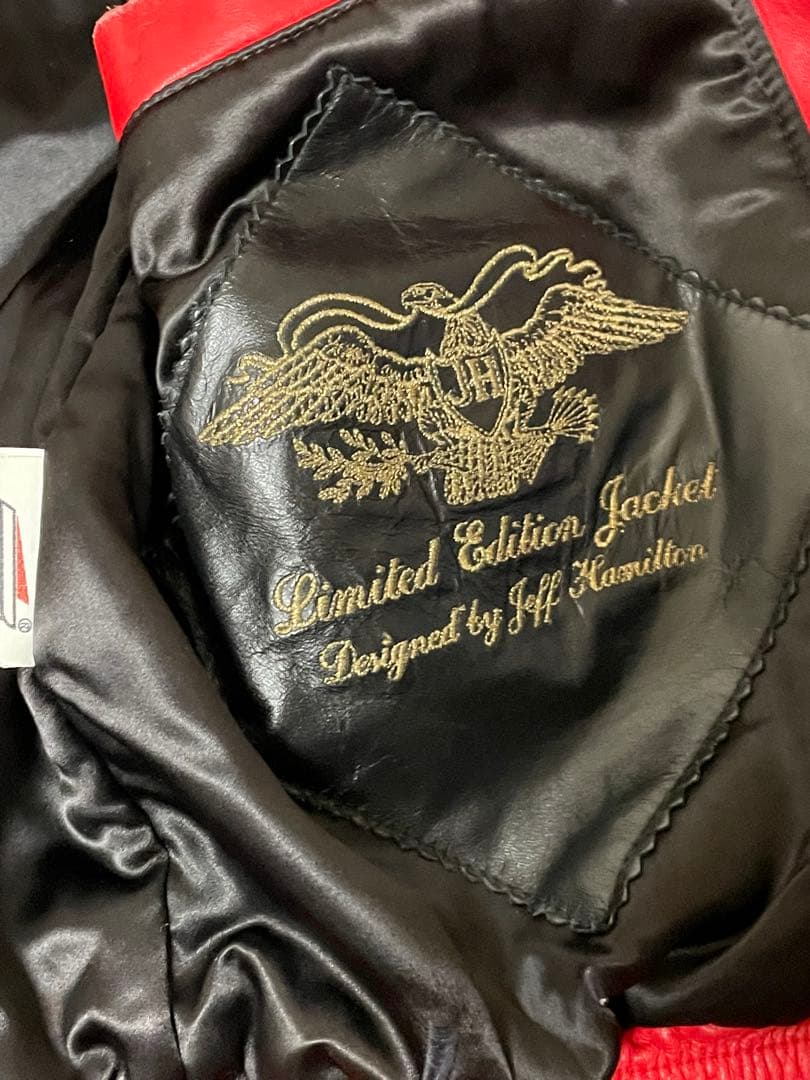 JH
Limited Edition Jacket
Designed by Jeff Hamilton
®